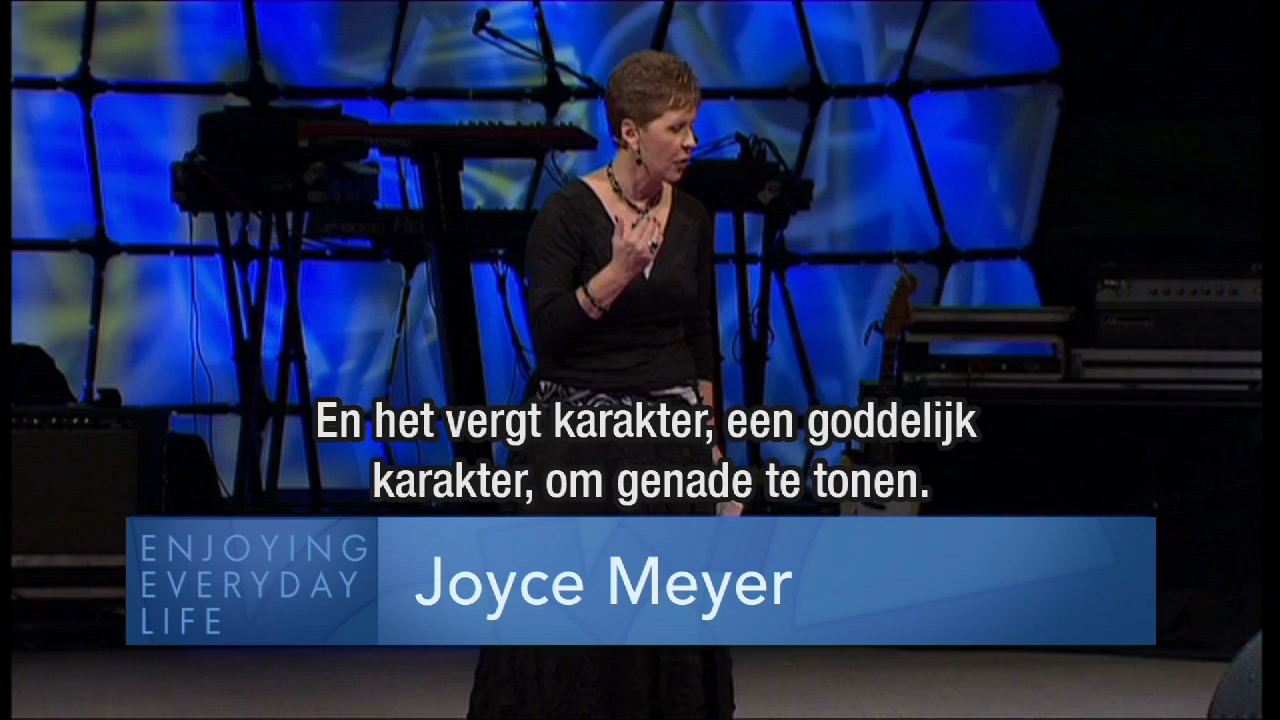 En het vergt karakter, een goddelijk
karakter, om genade te tonen.
ENJOYING
EVERYDAY
LIFE
Joyce Meyer